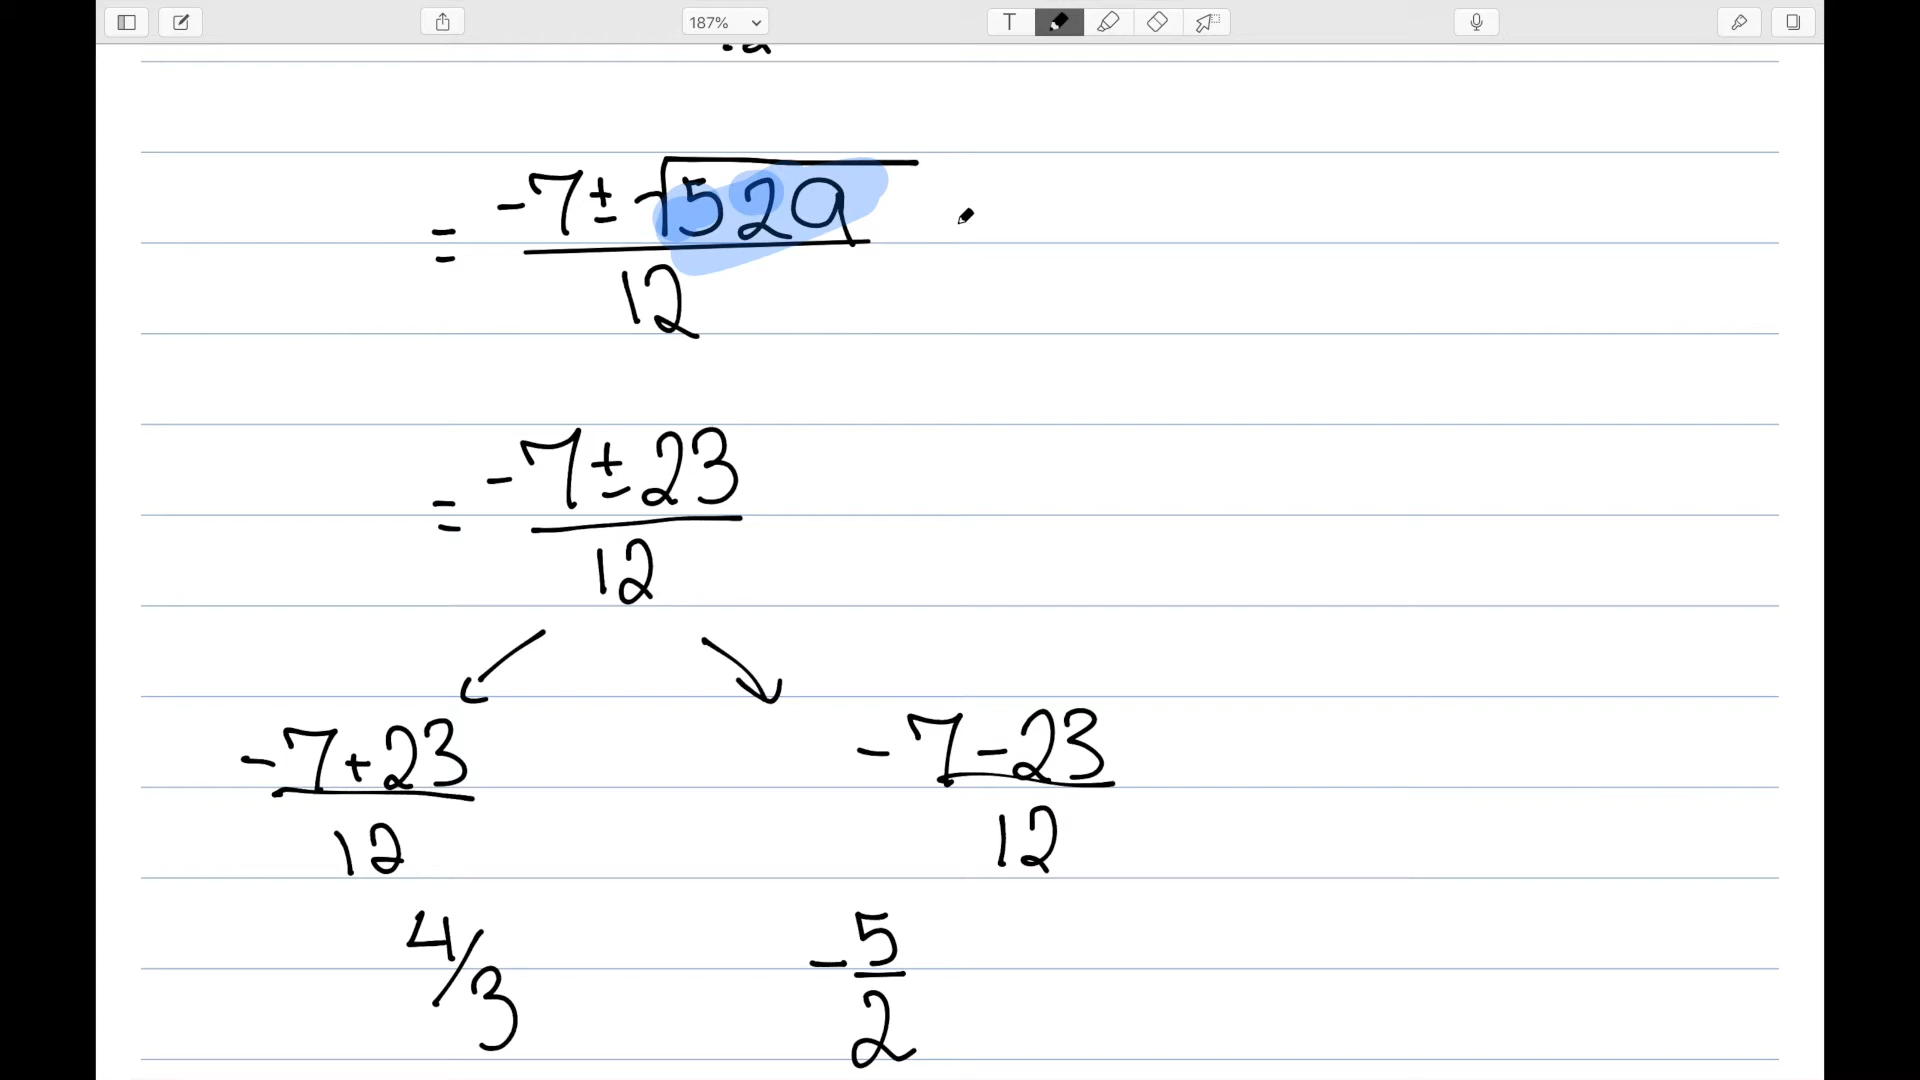 187% T
= -7 ± √529
12
= -7 ± 23
12
-7 + 23 -7 - 23
12 12
4/3 - 5
2